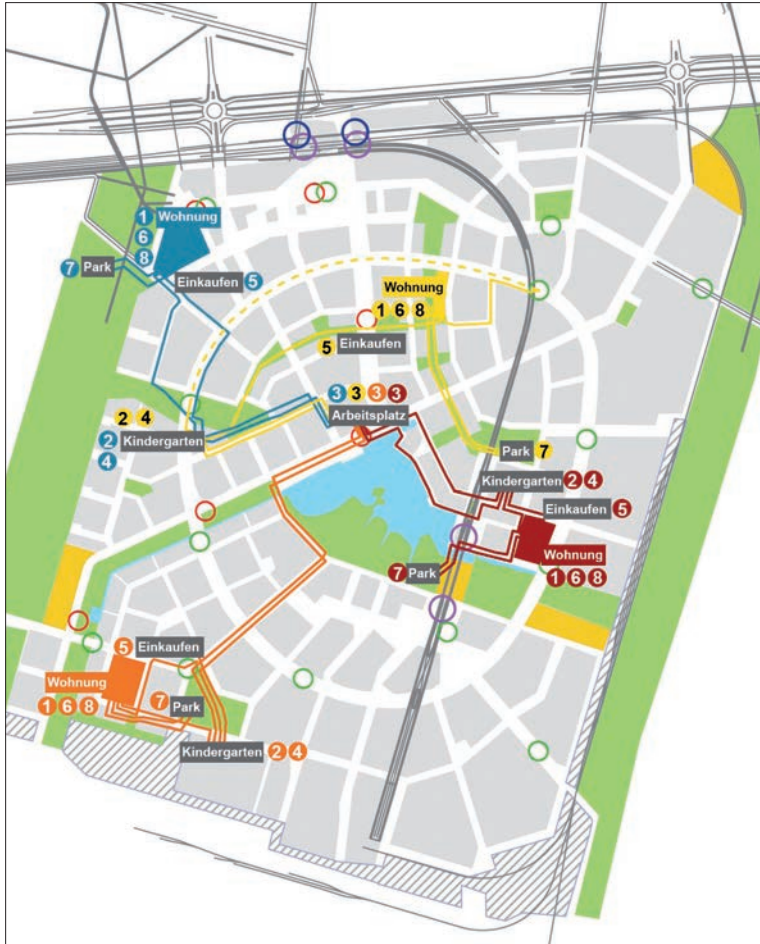 1 Wohnung
6
8
7 Park
Einkaufen 5
Wohnung
1 6 8
5 Einkaufen
3 3 3 3
Arbeitsplatz
2 4
2 Kindergarten
4
Park 7
Kindergarten 2 4
Einkaufen 5
Wohnung
1 6 8
7 Park
5 Einkaufen
Wohnung
1 6 8
7 Park
Kindergarten 2 4